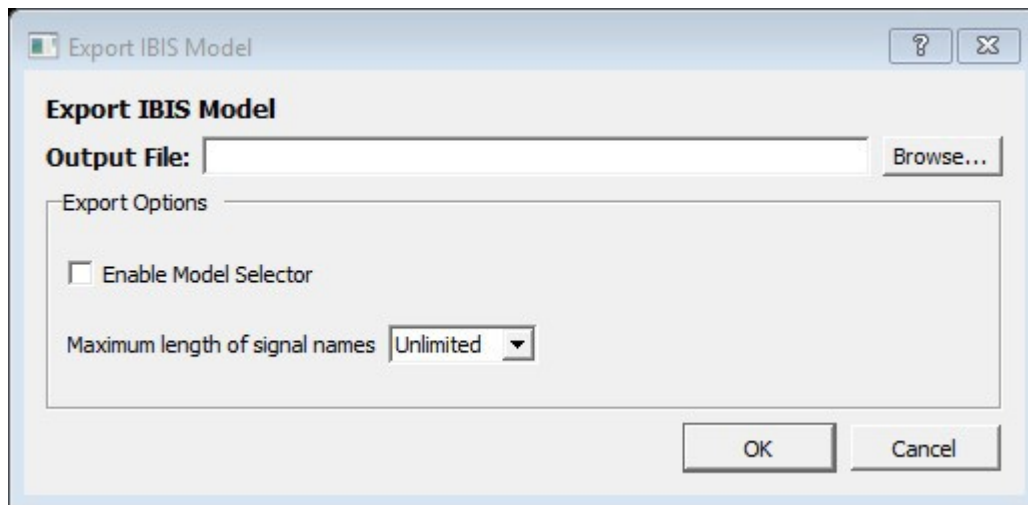 Export IBIS Model
Export IBIS Model
Output File: Browse...
Export Options
Enable Model Selector
Maximum length of signal names Unlimited
OK Cancel